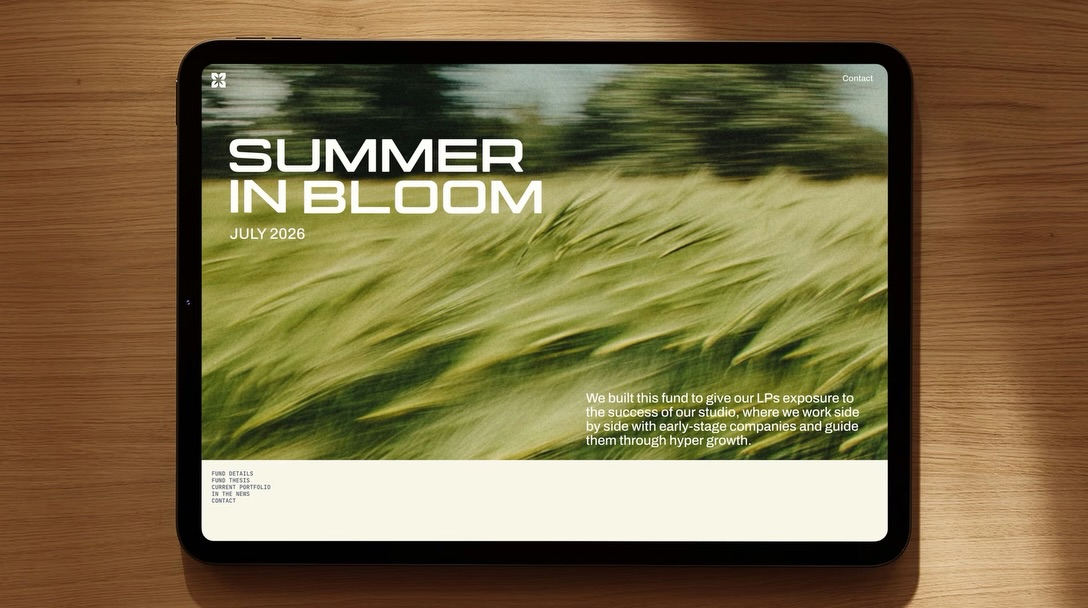 Contact
SUMMER
IN BLOOM
JULY 2026
We built this fund to give our LPs exposure to
the success of our studio, where we work side
by side with early-stage companies and guide
them through hyper growth.
FUND DETAILS
FUND THESIS
CURRENT PORTFOLIO
IN THE NEWS
CONTACT